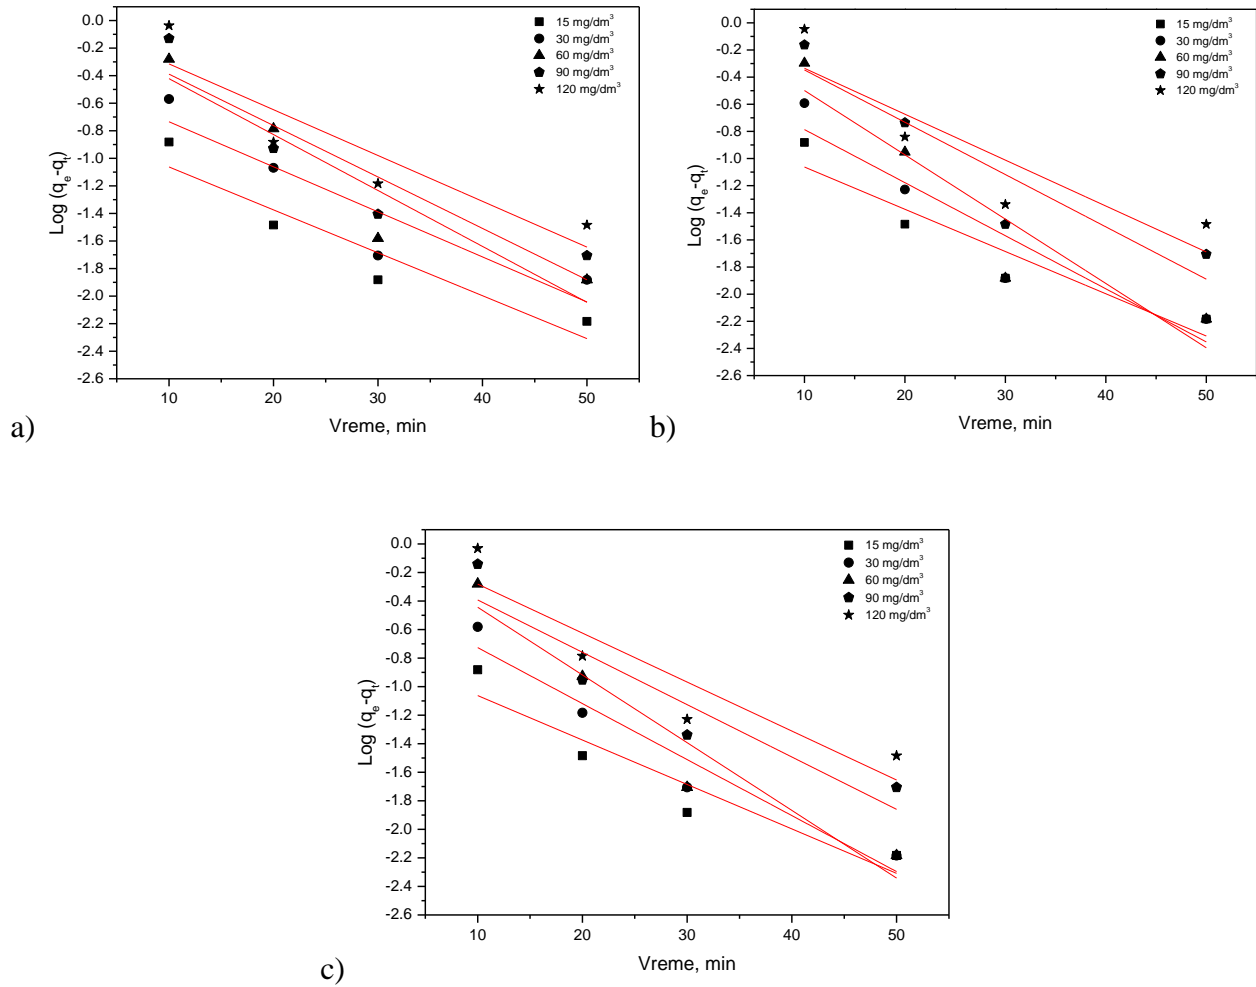 0.0
-0.2
-0.4
-0.6
-0.8
-1.0
-1.2
-1.4
-1.6
-1.8
-2.0
-2.2
-2.4
-2.6
Log (qₑ-qₜ)
15 mg/dm³
30 mg/dm³
60 mg/dm³
90 mg/dm³
120 mg/dm³
10 20 30 40 50
Vreme, min
a)
0.0
-0.2
-0.4
-0.6
-0.8
-1.0
-1.2
-1.4
-1.6
-1.8
-2.0
-2.2
-2.4
-2.6
Log (qₑ-qₜ)
15 mg/dm³
30 mg/dm³
60 mg/dm³
90 mg/dm³
120 mg/dm³
10 20 30 40 50
Vreme, min
b)
0.0
-0.2
-0.4
-0.6
-0.8
-1.0
-1.2
-1.4
-1.6
-1.8
-2.0
-2.2
-2.4
-2.6
Log (qₑ-qₜ)
15 mg/dm³
30 mg/dm³
60 mg/dm³
90 mg/dm³
120 mg/dm³
10 20 30 40 50
Vreme, min
c)